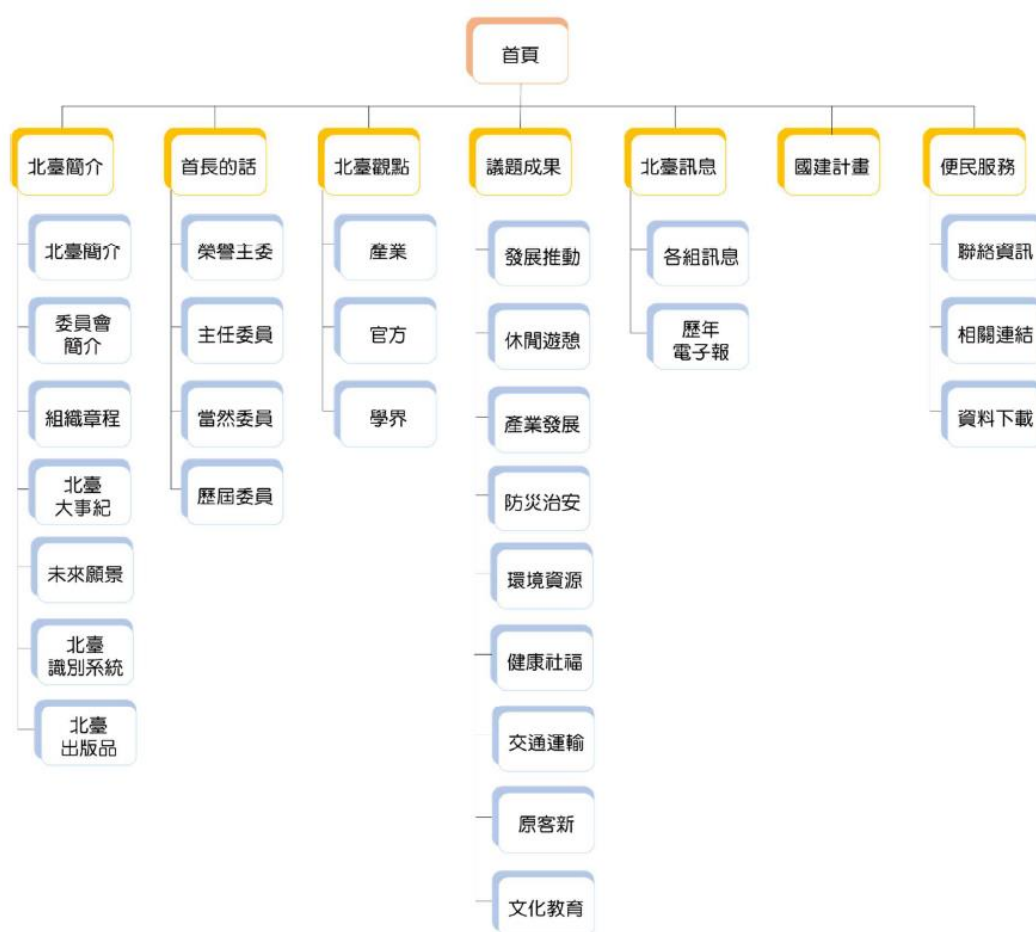 首頁
北臺簡介
首長的話
北臺觀點
議題成果
北臺訊息
國建計畫
便民服務
北臺簡介
委員會
簡介
組織章程
北臺
大事紀
未來願景
北臺
識別系統
北臺
出版品
榮譽主委
主任委員
當然委員
歷屆委員
產業
官方
學界
發展推動
休閒遊憩
產業發展
防災治安
環境資源
健康社福
交通運輸
原客新
文化教育
各組訊息
歷年
電子報
聯絡資訊
相關連結
資料下載